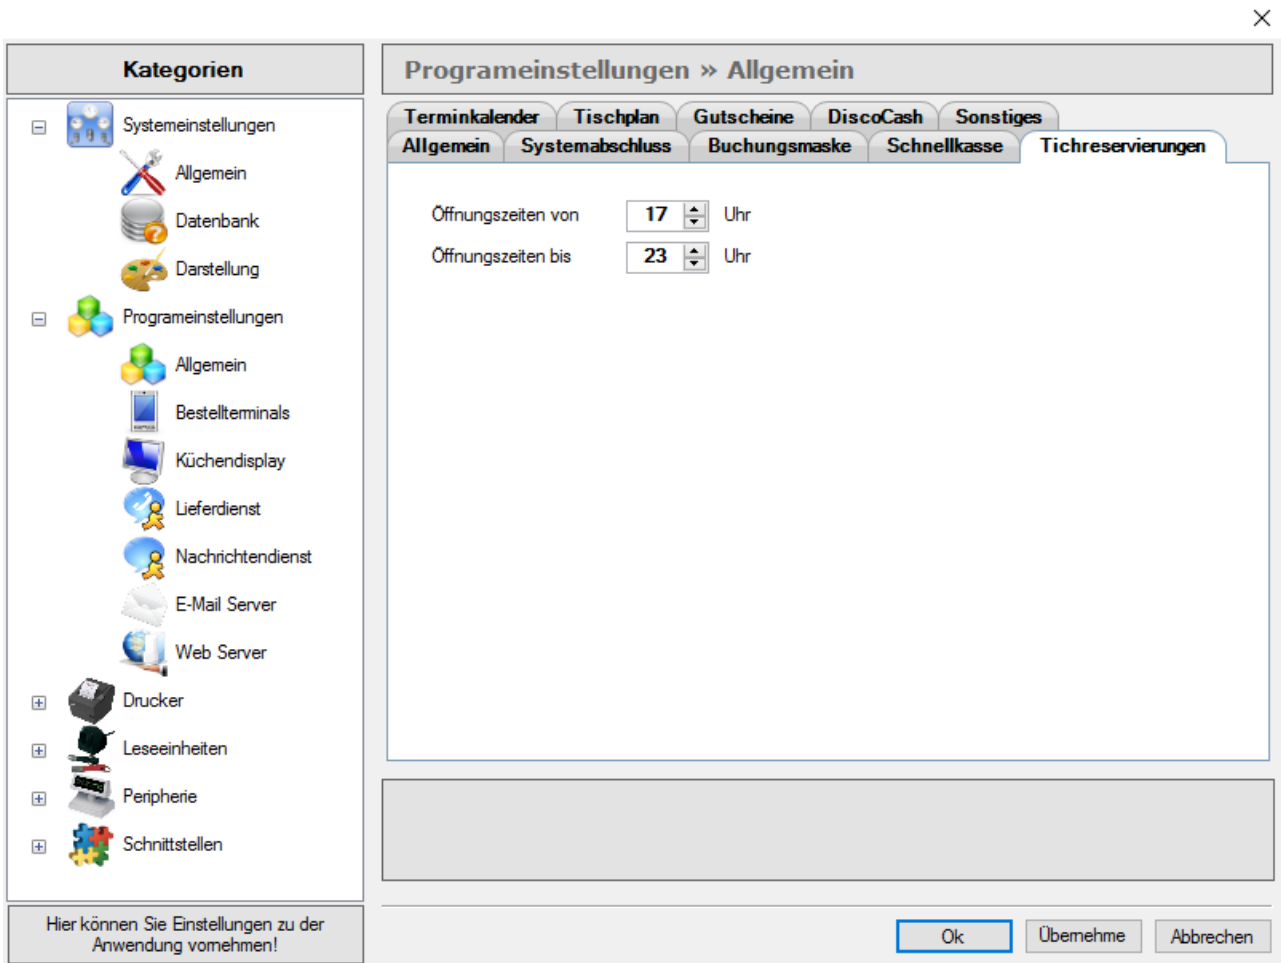 Kategorien
Systemeinstellungen
Allgemein
Datenbank
Darstellung
Programeinstellungen
Allgemein
Bestellterminals
Küchendisplay
Lieferdienst
Nachrichtendienst
E-Mail Server
Web Server
Drucker
Leseeinheiten
Peripherie
Schnittstellen
Hier können Sie Einstellungen zu der
Anwendung vornehmen!
Programeinstellungen » Allgemein
Terminkalender Tischplan Gutscheine DiscoCash Sonstiges
Allgemein Systemabschluss Buchungsmaske Schnellkasse Tichreservierungen
Öffnungszeiten von 17 Uhr
Öffnungszeiten bis 23 Uhr
Ok Übernehme Abbrechen